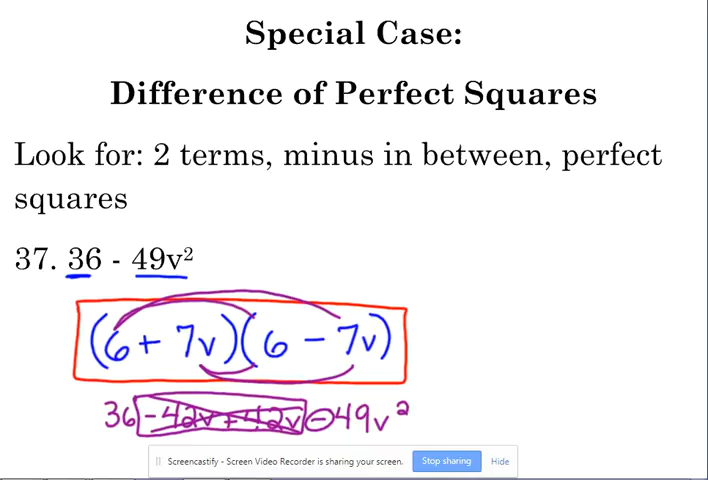 Special Case:
Difference of Perfect Squares
Look for: 2 terms, minus in between, perfect
squares
37. 36 - 49v²
(6 + 7v)(6 - 7v)
36 - 42v + 42v - 49v²
Screencastify - Screen Video Recorder is sharing your screen. Stop sharing Hide